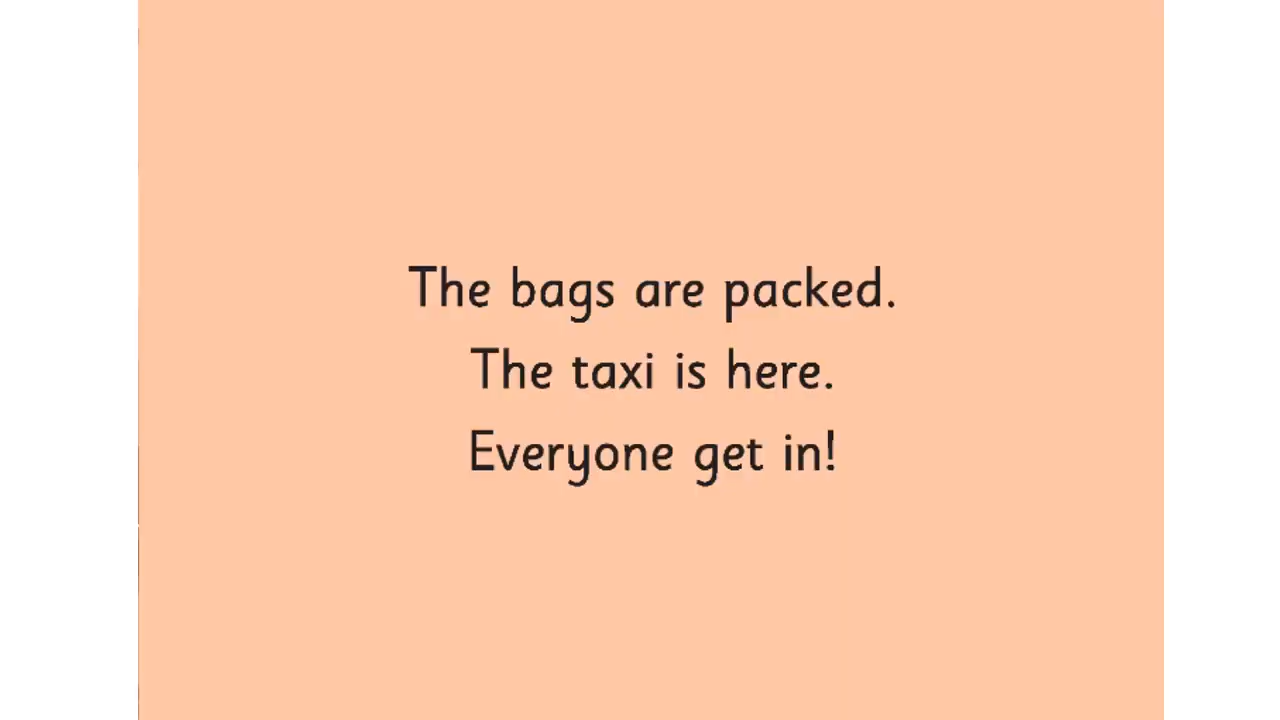 The bags are packed.
The taxi is here.
Everyone get in!